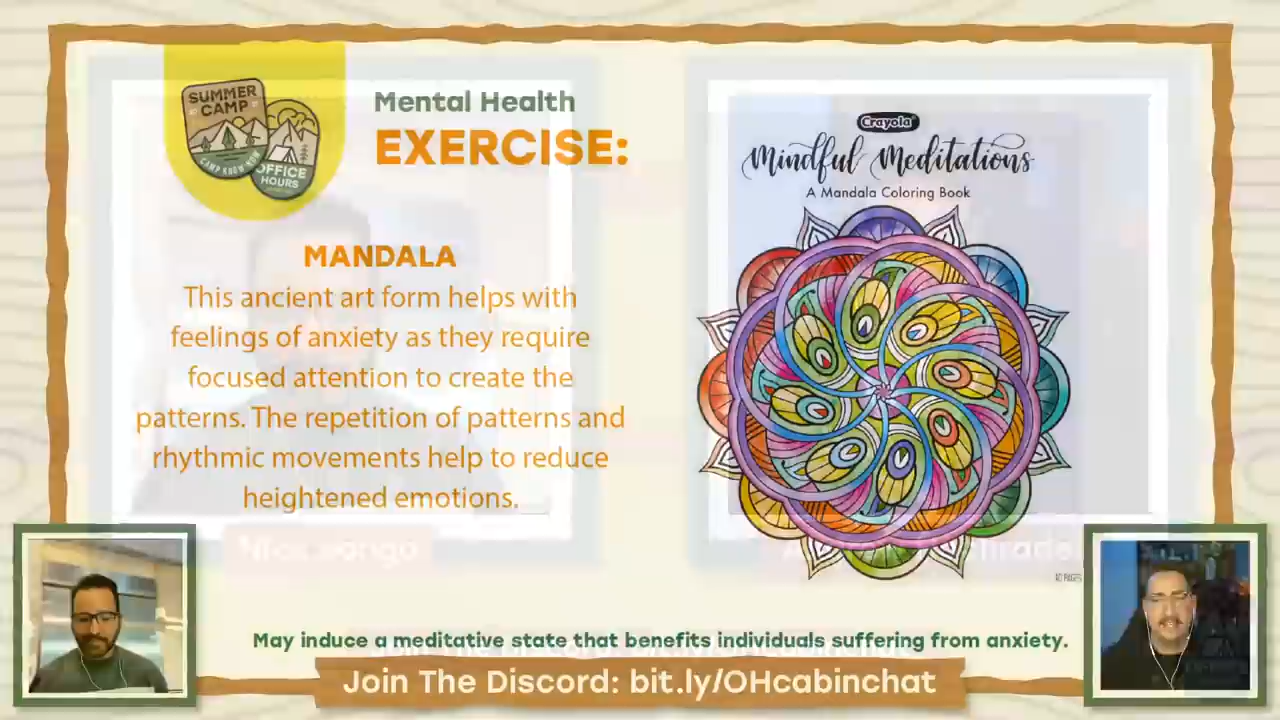 SUMMER
CAMP
CAMP KNOW-HOW
OFFICE
HOURS
Mental Health
EXERCISE:
MANDALA
This ancient art form helps with
feelings of anxiety as they require
focused attention to create the
patterns. The repetition of patterns and
rhythmic movements help to reduce
heightened emotions.
Crayola
Mindful Meditations
A Mandala Coloring Book
May induce a meditative state that benefits individuals suffering from anxiety.
Join The Discord: bit.ly/OHcabinchat